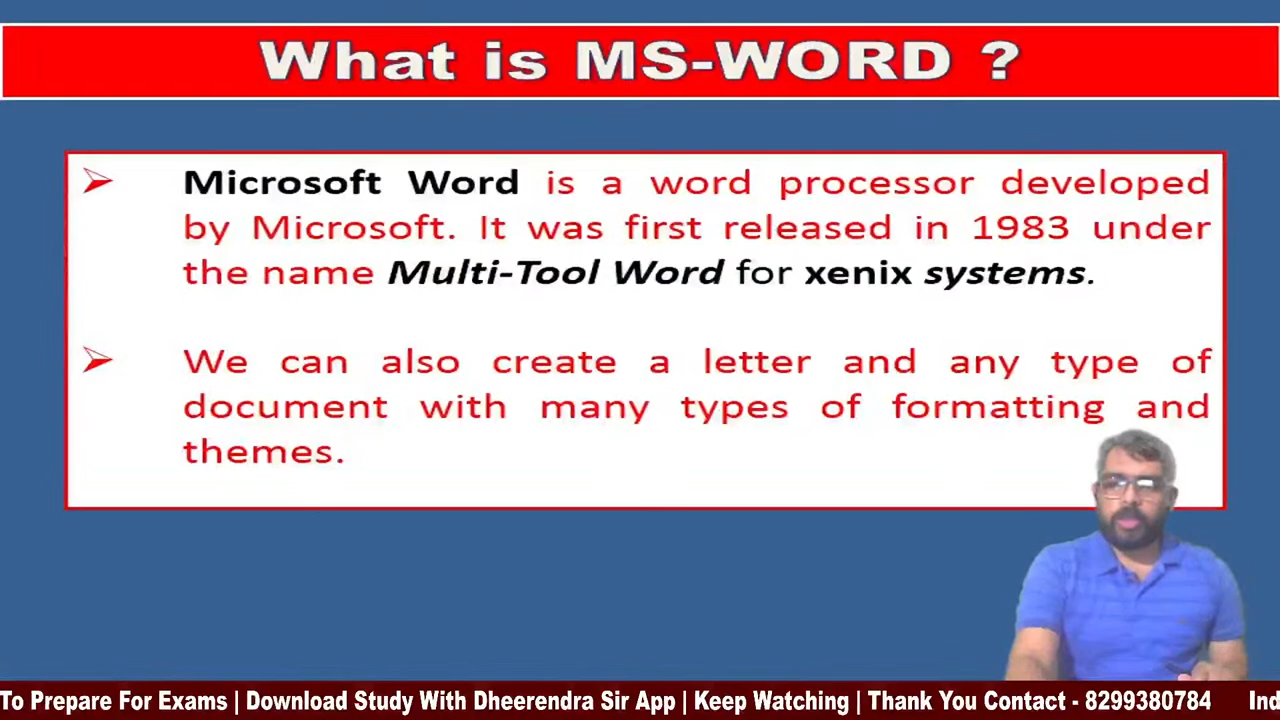 What is MS-WORD ?
➢ Microsoft Word is a word processor developed
by Microsoft. It was first released in 1983 under
the name Multi-Tool Word for xenix systems.
➢ We can also create a letter and any type of
document with many types of formatting and
themes.
To Prepare For Exams | Download Study With Dheerendra Sir App | Keep Watching | Thank You Contact - 8299380784 Ind